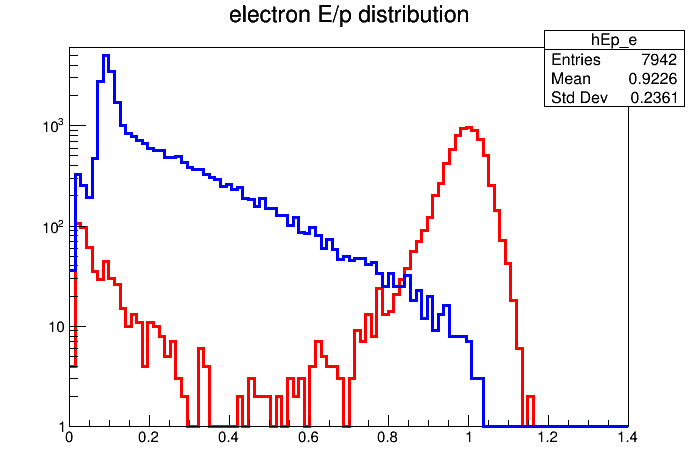 electron E/p distribution
hEp_e
Entries 7942
Mean 0.9226
Std Dev 0.2361
10³
10²
10
1
0 0.2 0.4 0.6 0.8 1 1.2 1.4